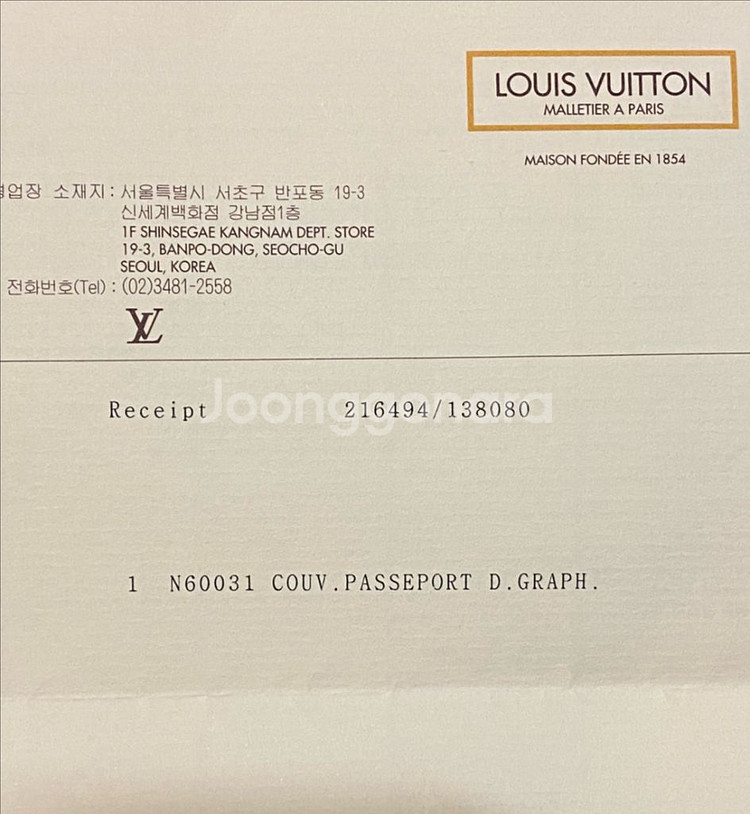 LOUIS VUITTON
MALLETIER A PARIS
MAISON FONDÉE EN 1854
영업장 소재지 : 서울특별시 서초구 반포동 19-3
신세계백화점 강남점1층
1F SHINSEGAE KANGNAM DEPT. STORE
19-3, BANPO-DONG, SEOCHO-GU
SEOUL, KOREA
전화번호(Tel) : (02)3481-2558
LV
Receipt 216494/138080
Joonggonara
1 N60031 COUV.PASSEPORT D.GRAPH.